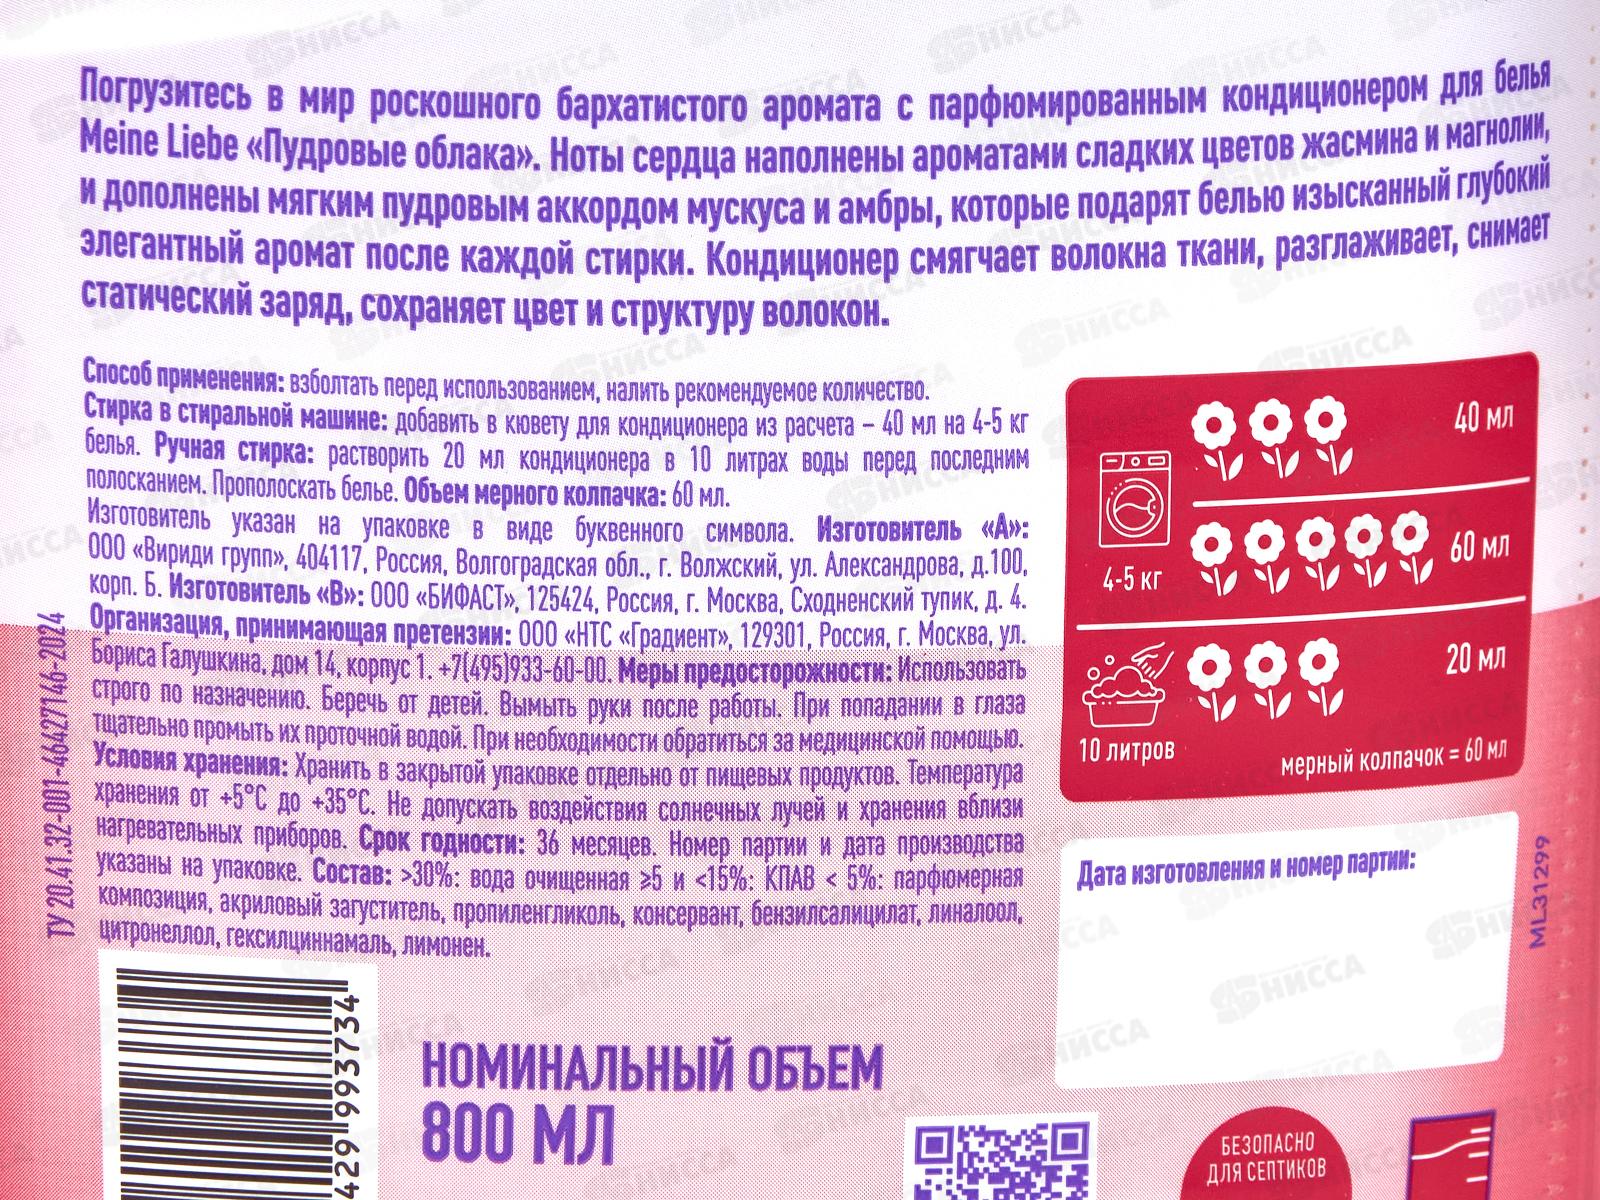 Погрузитесь в мир роскошного бархатистого аромата с парфюмированным кондиционером для белья
Meine Liebe «Пудровые облака». Ноты сердца наполнены ароматами сладких цветов жасмина и магнолии,
и дополнены мягким пудровым аккордом мускуса и амбры, которые подарят белью изысканный глубокий
элегантный аромат после каждой стирки. Кондиционер смягчает волокна ткани, разглаживает, снимает
статический заряд, сохраняет цвет и структуру волокон.
Способ применения: взболтать перед использованием, налить рекомендуемое количество.
Стирка в стиральной машине: добавить в кювету для кондиционера из расчета – 40 мл на 4-5 кг
белья. Ручная стирка: растворить 20 мл кондиционера в 10 литрах воды перед последним
полосканием. Прополоскать белье. Объем мерного колпачка: 60 мл.
Изготовитель указан на упаковке в виде буквенного символа. Изготовитель «А»:
ООО «Вириди групп», 404117, Россия, Волгоградская обл., г. Волжский, ул. Александрова, д.100,
корп. Б. Изготовитель «В»: ООО «БИФАСТ», 125424, Россия, г. Москва, Сходненский тупик, д. 4.
Организация, принимающая претензии: ООО «НТС «Градиент», 129301, Россия, г. Москва, ул.
Бориса Галушкина, дом 14, корпус 1. +7(495)933-60-00. Меры предосторожности: Использовать
строго по назначению. Беречь от детей. Вымыть руки после работы. При попадании в глаза
тщательно промыть их проточной водой. При необходимости обратиться за медицинской помощью.
Условия хранения: Хранить в закрытой упаковке отдельно от пищевых продуктов. Температура
хранения от +5°С до +35°С. Не допускать воздействия солнечных лучей и хранения вблизи
нагревательных приборов. Срок годности: 36 месяцев. Номер партии и дата производства
указаны на упаковке. Состав: >30%: вода очищенная ≥5 и <15%: КПАВ < 5%: парфюмерная
композиция, акриловый загуститель, пропиленгликоль, консервант, бензилсалицилат, линалоол,
цитронеллол, гексилциннамаль, лимонен.
ТУ 20.41.32-001-46427146-2024
40 мл
60 мл
4-5 кг
20 мл
10 литров
мерный колпачок = 60 мл
Дата изготовления и номер партии:
ML31299
429 993734
НОМИНАЛЬНЫЙ ОБЪЕМ
800 МЛ
БЕЗОПАСНО
ДЛЯ СЕПТИКОВ
НИССА